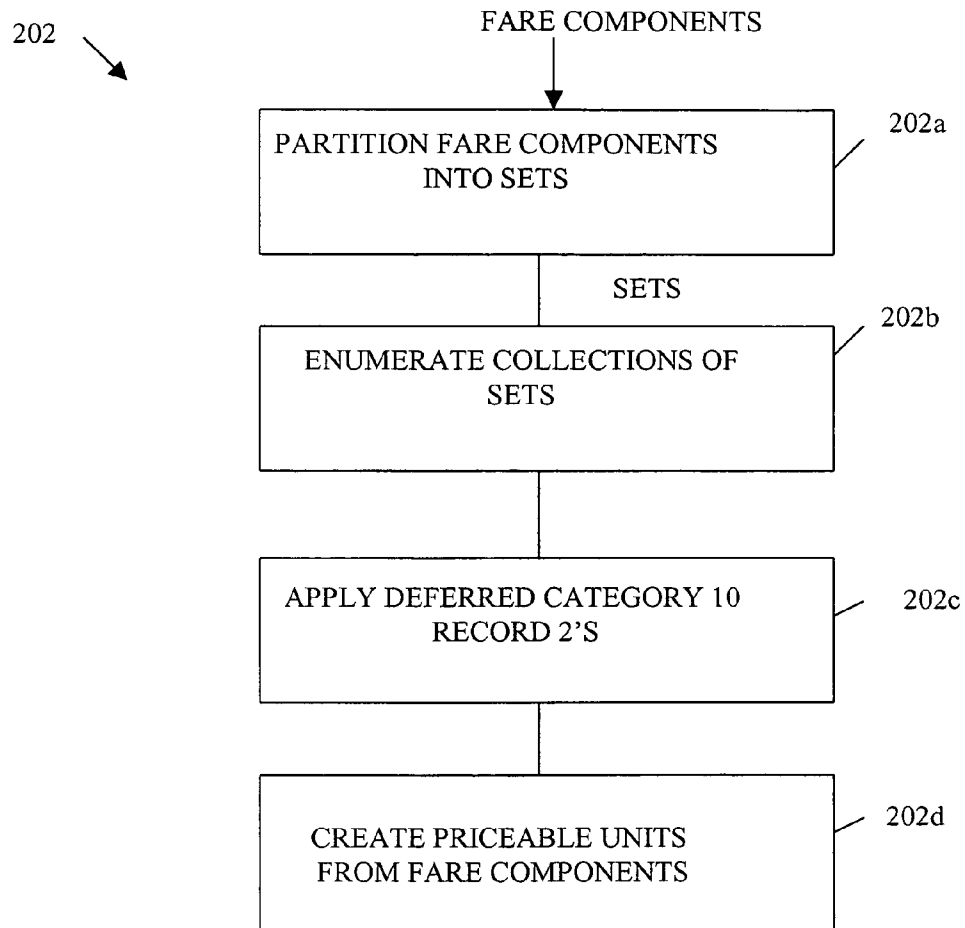 FARE COMPONENTS
202
PARTITION FARE COMPONENTS
INTO SETS
202a
SETS
202b
ENUMERATE COLLECTIONS OF
SETS
APPLY DEFERRED CATEGORY 10
RECORD 2’S
202c
202d
CREATE PRICEABLE UNITS
FROM FARE COMPONENTS